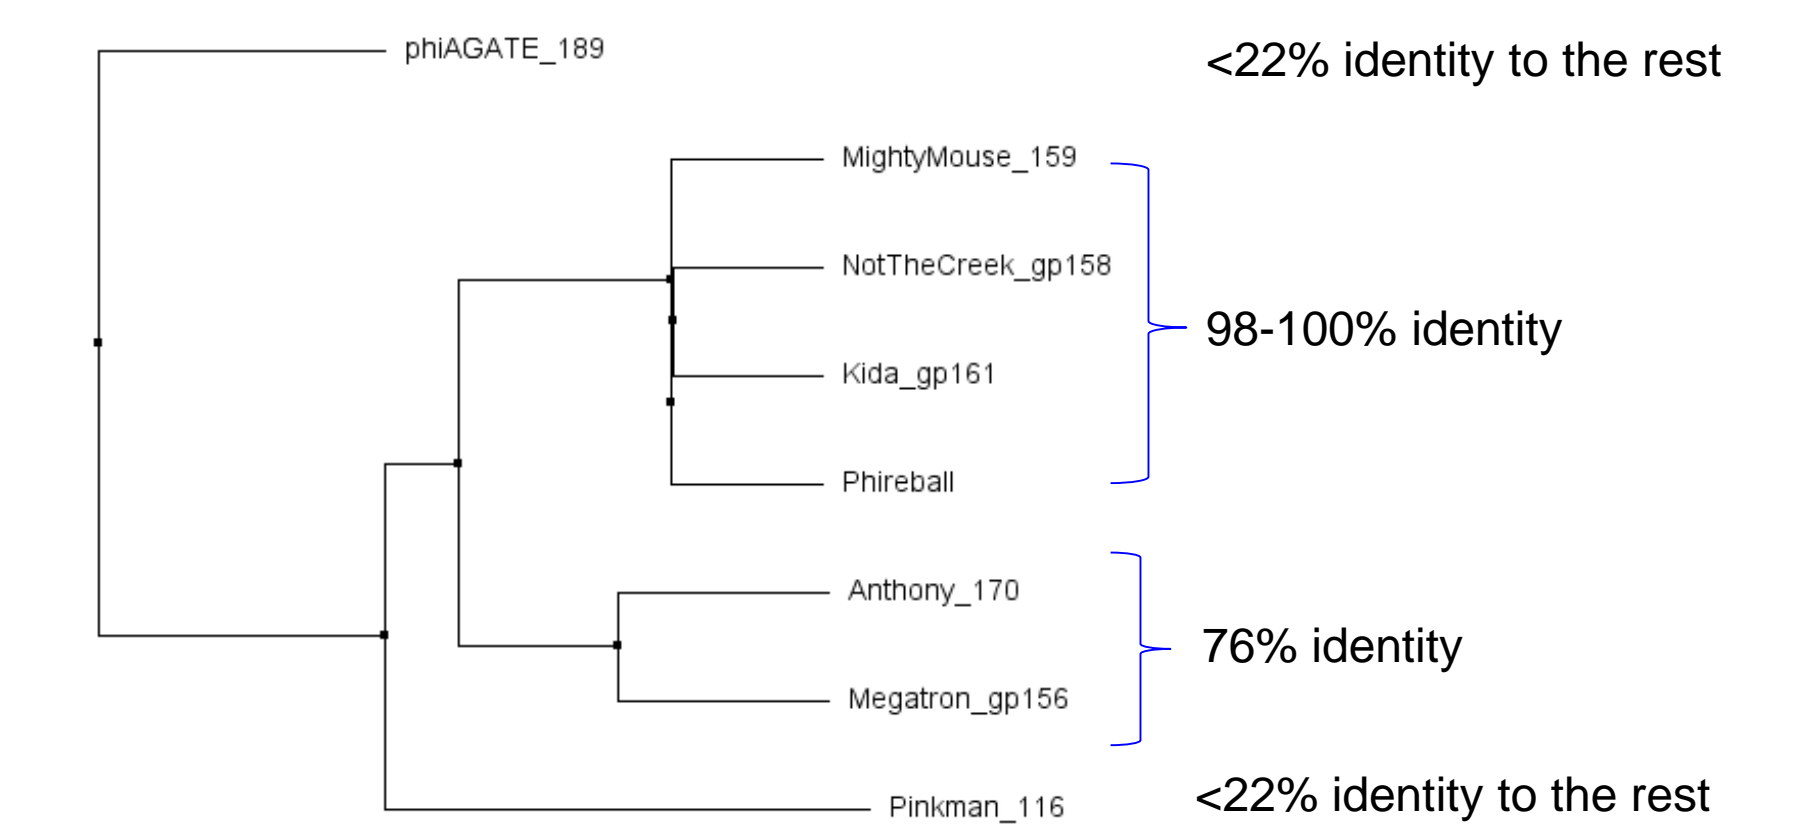 phiAGATE_189
<22% identity to the rest
MightyMouse_159
NotTheCreek_gp158
98-100% identity
Kida_gp161
Phireball
Anthony_170
76% identity
Megatron_gp156
<22% identity to the rest
Pinkman_116